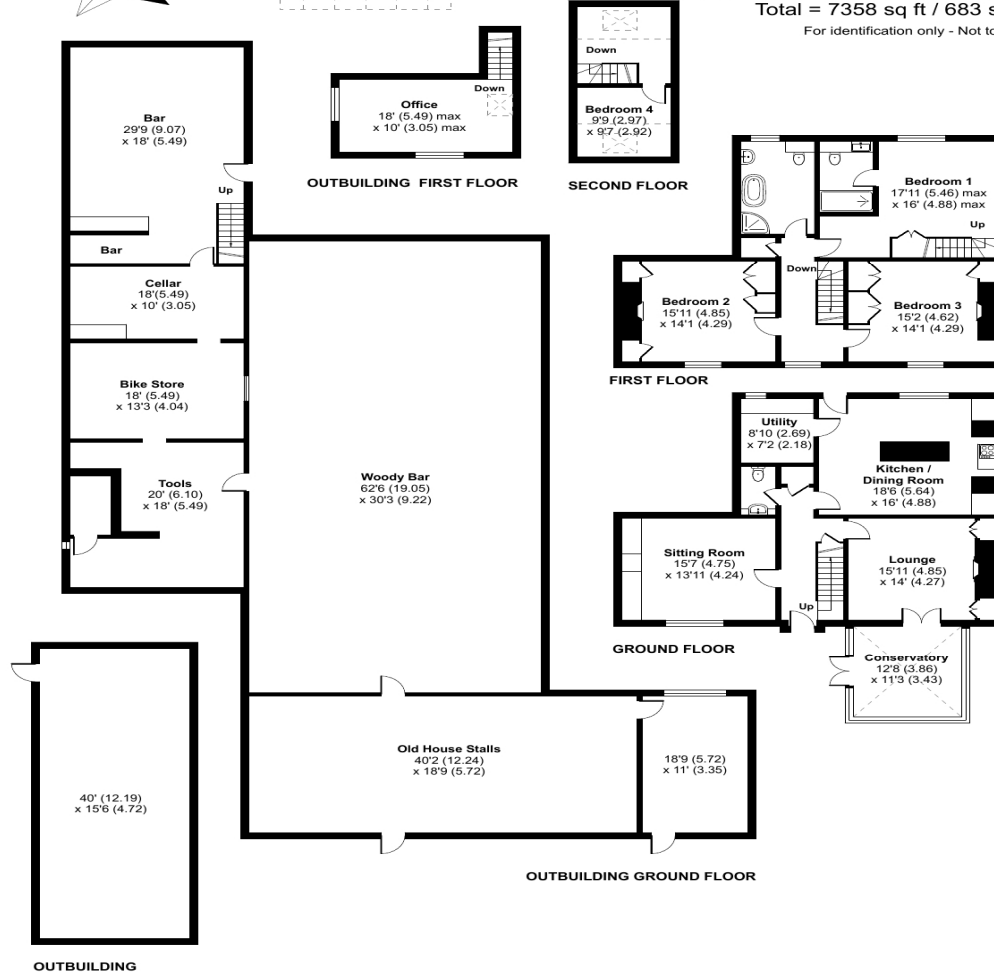 Total = 7358 sq ft / 683 s
For identification only - Not to
Bar
29'9 (9.07)
x 18' (5.49)
Up
Bar
Cellar
18'(5.49)
x 10' (3.05)
Bike Store
18' (5.49)
x 13'3 (4.04)
Tools
20' (6.10)
x 18' (5.49)
Office
18' (5.49) max
x 10' (3.05) max
Down
OUTBUILDING FIRST FLOOR
Down
Bedroom 4
9'9 (2.97)
x 9'7 (2.92)
SECOND FLOOR
Bedroom 1
17'11 (5.46) max
x 16' (4.88) max
Up
Down
Bedroom 2
15'11 (4.85)
x 14'1 (4.29)
Bedroom 3
15'2 (4.62)
x 14'1 (4.29)
FIRST FLOOR
Utility
8'10 (2.69)
x 7'2 (2.18)
Kitchen /
Dining Room
18'6 (5.64)
x 16' (4.88)
Sitting Room
15'7 (4.75)
x 13'11 (4.24)
Lounge
15'11 (4.85)
x 14' (4.27)
Up
GROUND FLOOR
Conservatory
12'8 (3.86)
x 11'3 (3.43)
Woody Bar
62'6 (19.05)
x 30'3 (9.22)
Old House Stalls
40'2 (12.24)
x 18'9 (5.72)
18'9 (5.72)
x 11' (3.35)
OUTBUILDING GROUND FLOOR
40' (12.19)
x 15'6 (4.72)
OUTBUILDING